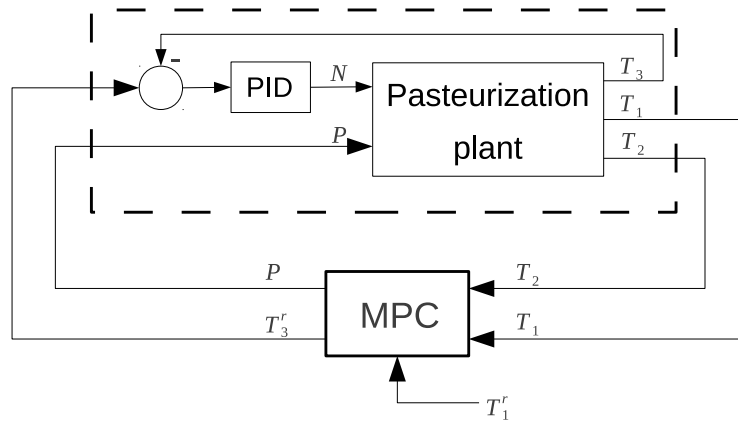 -
PID
N
Pasteurization
plant
T₃
T₁
P
T₂
P
MPC
T₂
T₃ʳ
T₁
T₁ʳ